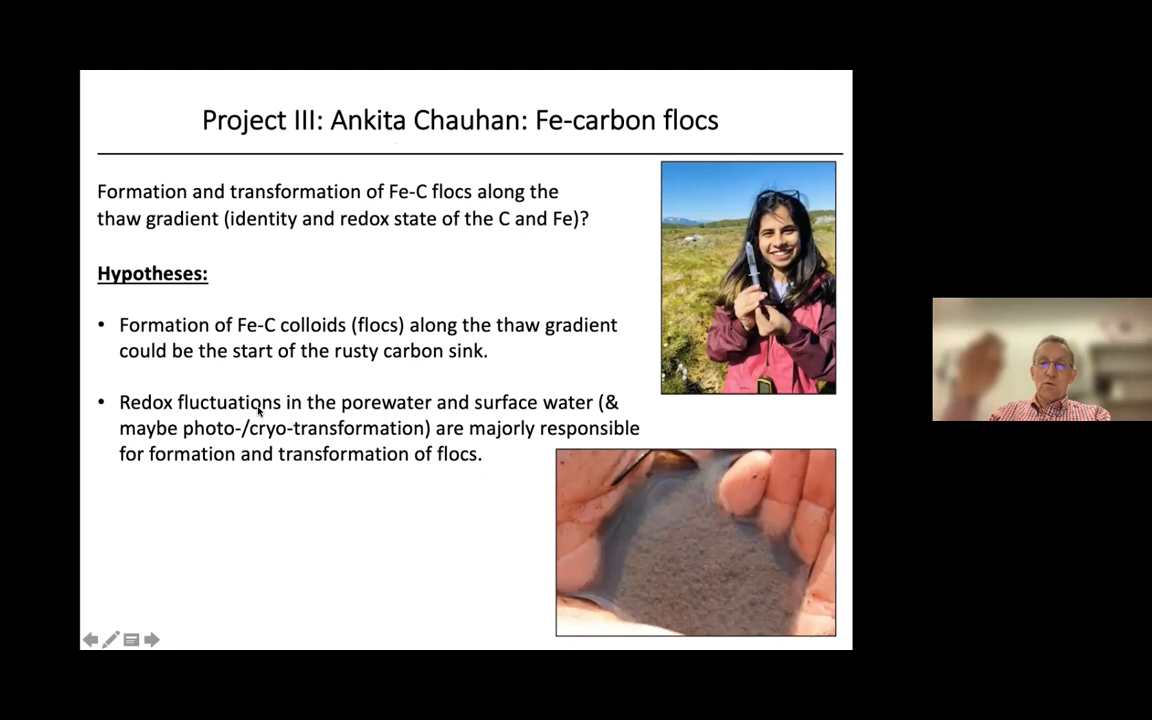 Project III: Ankita Chauhan: Fe-carbon flocs
Formation and transformation of Fe-C flocs along the
thaw gradient (identity and redox state of the C and Fe)?
Hypotheses:
• Formation of Fe-C colloids (flocs) along the thaw gradient
could be the start of the rusty carbon sink.
• Redox fluctuations in the porewater and surface water (&
maybe photo-/cryo-transformation) are majorly responsible
for formation and transformation of flocs.